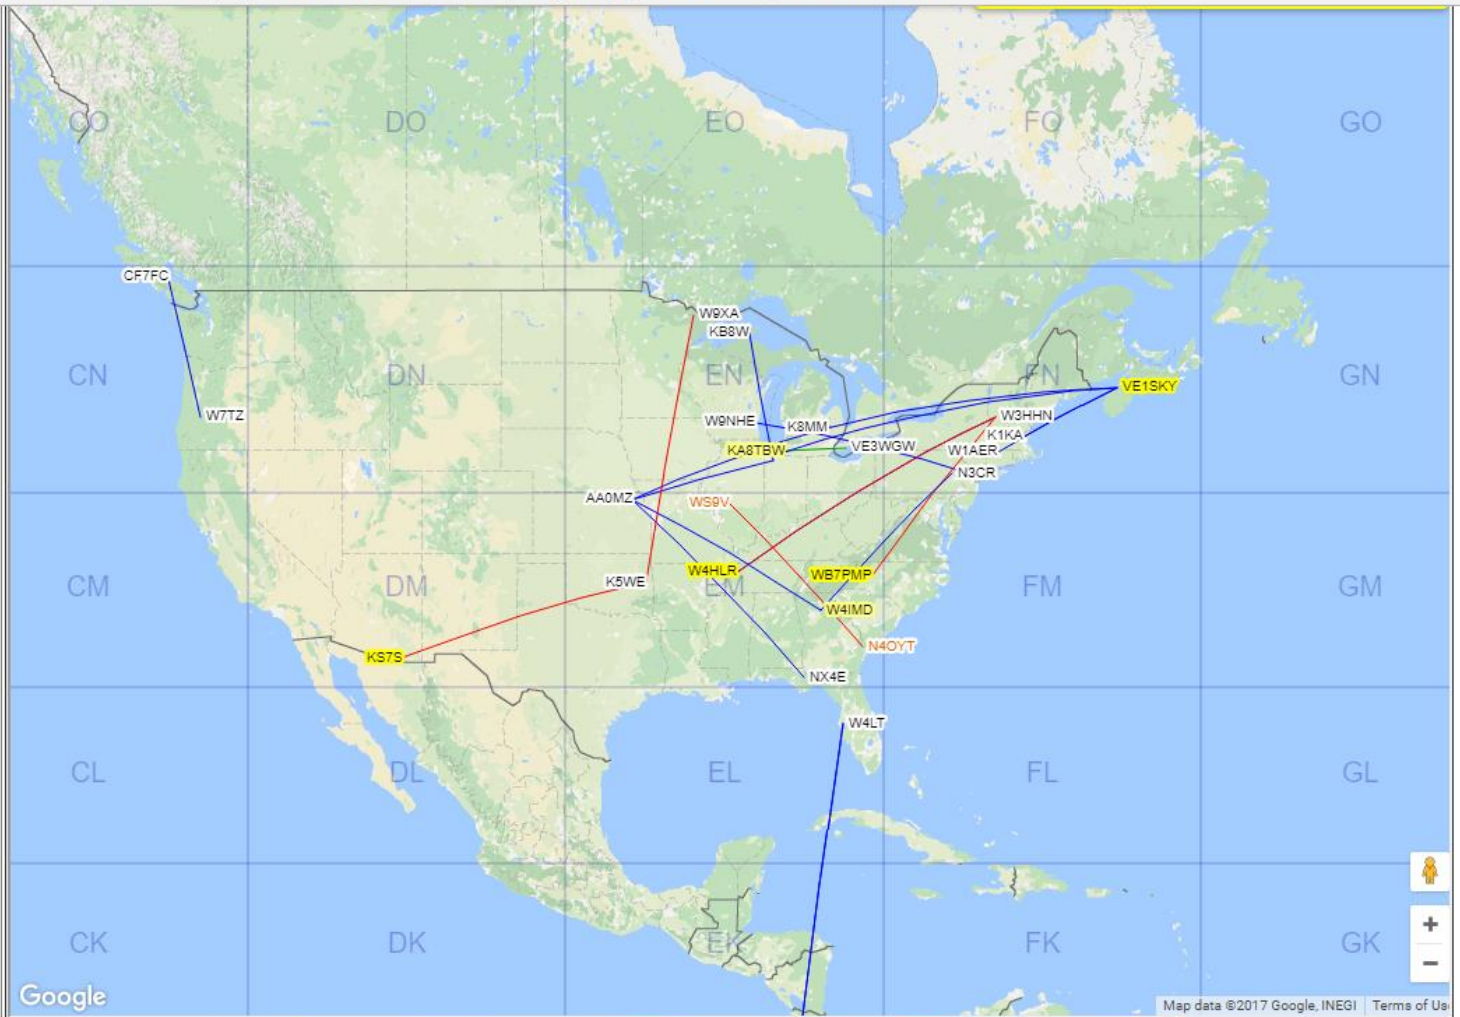 CO
DO
EO
FO
GO
CF7FC
W9XA
KB8W
CN
DN
EN
FN
GN
VE1SKY
W7TZ
W9NHE
K8MM
W3HHN
K1KA
KA8TBW
VE3WGW
W1AER
N3CR
AA0MZ
WS9V
W4HLR
WB7PMP
K5WE
CM
DM
EM
FM
GM
W4IMD
KS7S
N4OYT
NX4E
W4LT
CL
DL
EL
FL
GL
CK
DK
EK
FK
GK
+
−
Google
Map data ©2017 Google, INEGI
Terms of Us